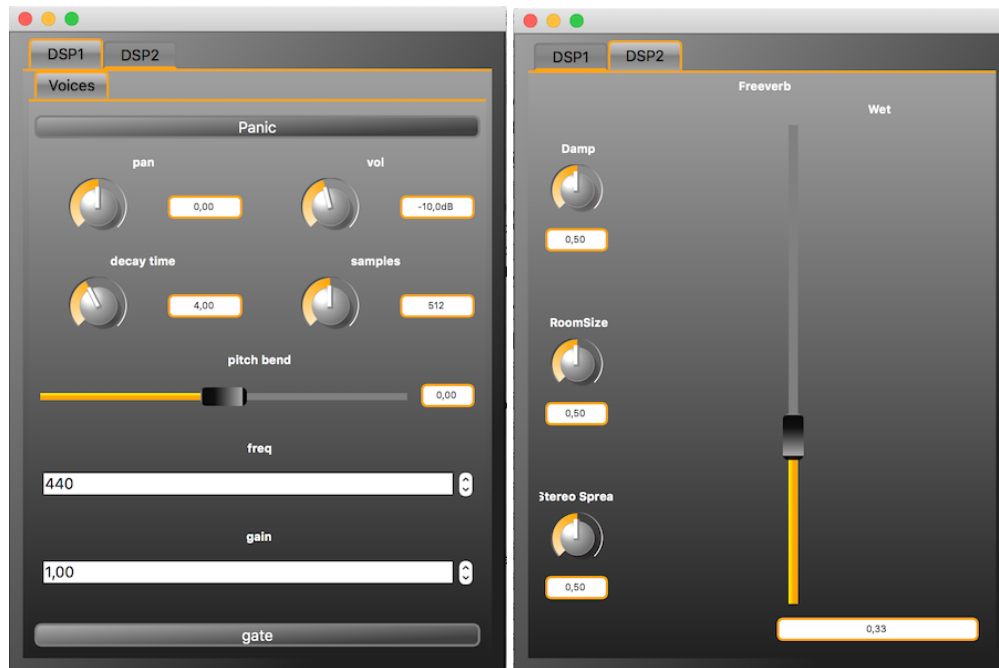 DSP1 DSP2
Voices
Panic
pan vol
0,00 -10,0dB
decay time samples
4,00 512
pitch bend
0,00
freq
440
gain
1,00
gate
DSP1 DSP2
Freeverb
Wet
Damp
0,50
RoomSize
0,50
Stereo Sprea
0,50
0,33